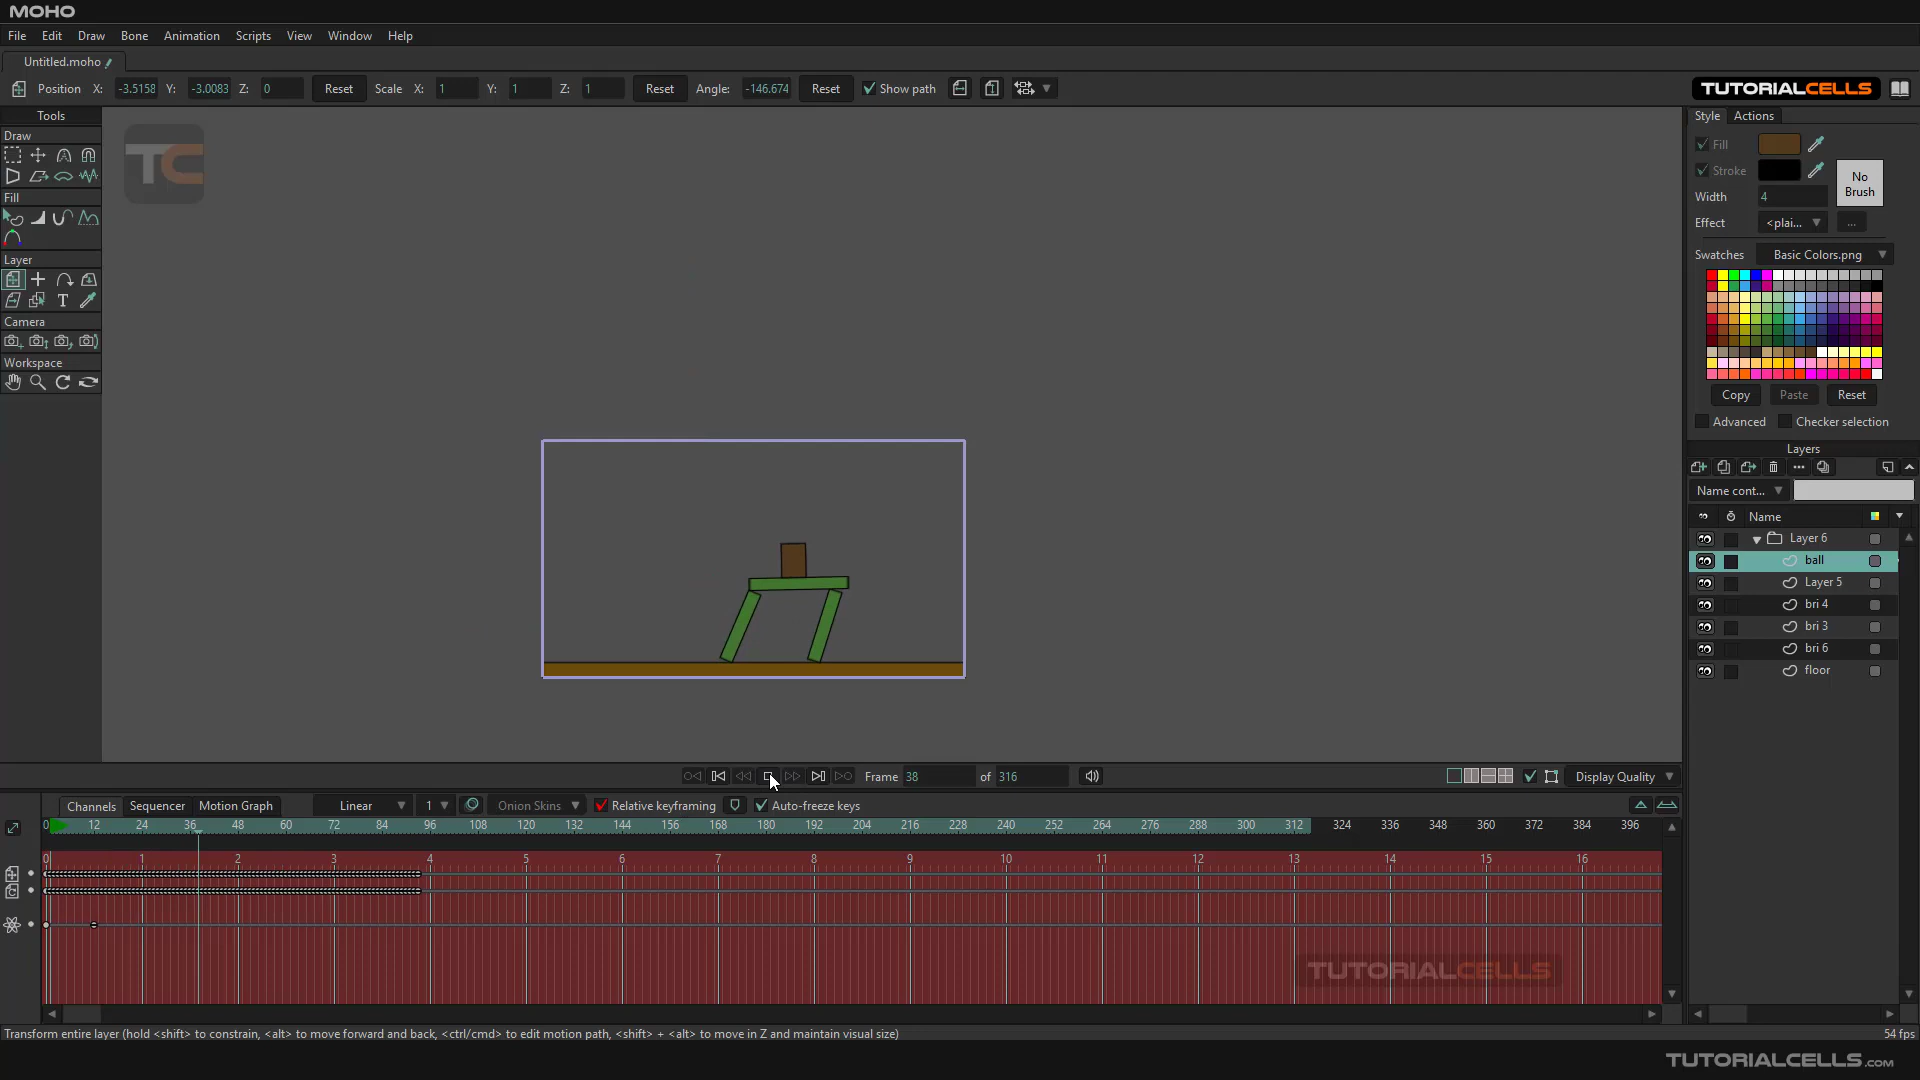 MOHO
File Edit Draw Bone Animation Scripts View Window Help
Untitled.moho
Position X: -3.5158 Y: -3.0083 Z: 0 Reset Scale X: 1 Y: 1 Z: 1 Reset Angle: -146.674 Reset Show path
TUTORIALCELLS
Tools
Draw
Fill
Layer
T
Camera
Workspace
TC
Style Actions
Fill
Stroke
No Brush
Width 4
Effect <plai... ...
Swatches Basic Colors.png
Copy Paste Reset
Advanced Checker selection
Layers
Name cont...
Name
Layer 6
ball
Layer 5
bri 4
bri 3
bri 6
floor
Frame 38 of 316
Display Quality
Channels Sequencer Motion Graph Linear 1 Onion Skins Relative keyframing Auto-freeze keys
0 12 24 36 48 60 72 84 96 108 120 132 144 156 168 180 192 204 216 228 240 252 264 276 288 300 312 324 336 348 360 372 384 396
0 1 2 3 4 5 6 7 8 9 10 11 12 13 14 15 16
TUTORIALCELLS
Transform entire layer (hold <shift> to constrain, <alt> to move forward and back, <ctrl/cmd> to edit motion path, <shift> + <alt> to move in Z and maintain visual size)
54 fps
TUTORIALCELLS.COM